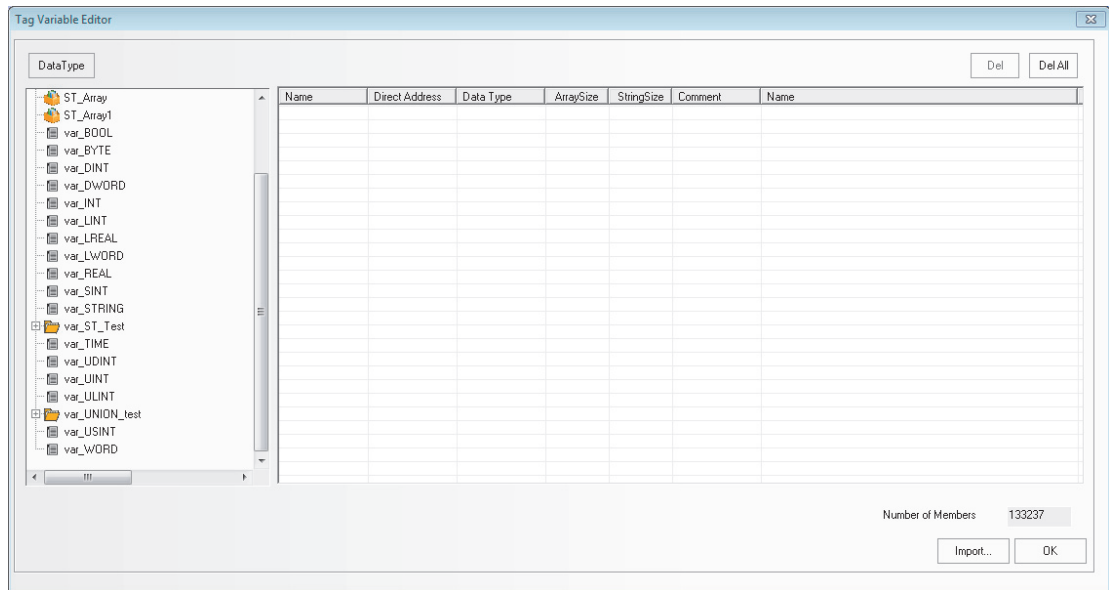 Tag Variable Editor
DataType
Del
Del All
ST_Array
ST_Array1
var_BOOL
var_BYTE
var_DINT
var_DWORD
var_INT
var_LINT
var_LREAL
var_LWORD
var_REAL
var_SINT
var_STRING
var_ST_Test
var_TIME
var_UDINT
var_UINT
var_ULINT
var_UNION_test
var_USINT
var_WORD
Name Direct Address Data Type ArraySize StringSize Comment Name
Number of Members 133237
Import... OK